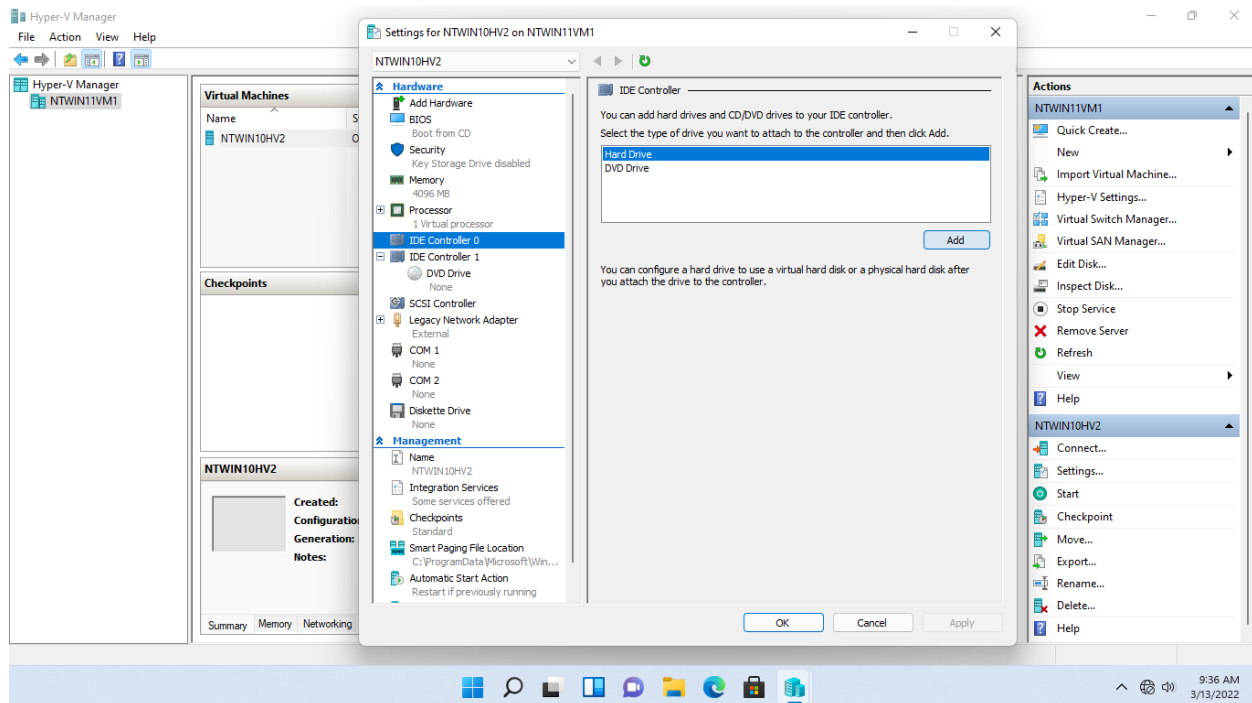 Hyper-V Manager
File Action View Help
Hyper-V Manager
NTWIN11VM1
Virtual Machines
Name
S
NTWIN10HV2
O
Checkpoints
NTWIN10HV2
Created:
Configuratio
Generation:
Notes:
Summary Memory Networking
Settings for NTWIN10HV2 on NTWIN11VM1
NTWIN10HV2
Hardware
Add Hardware
BIOS
Boot from CD
Security
Key Storage Drive disabled
Memory
4096 MB
Processor
1 Virtual processor
IDE Controller 0
IDE Controller 1
DVD Drive
None
SCSI Controller
Legacy Network Adapter
External
COM 1
None
COM 2
None
Diskette Drive
None
Management
Name
NTWIN10HV2
Integration Services
Some services offered
Checkpoints
Standard
Smart Paging File Location
C:\ProgramData\Microsoft\Win...
Automatic Start Action
Restart if previously running
IDE Controller
You can add hard drives and CD/DVD drives to your IDE controller.
Select the type of drive you want to attach to the controller and then click Add.
Hard Drive
DVD Drive
Add
You can configure a hard drive to use a virtual hard disk or a physical hard disk after
you attach the drive to the controller.
OK Cancel Apply
Actions
NTWIN11VM1
Quick Create...
New
Import Virtual Machine...
Hyper-V Settings...
Virtual Switch Manager...
Virtual SAN Manager...
Edit Disk...
Inspect Disk...
Stop Service
Remove Server
Refresh
View
Help
NTWIN10HV2
Connect...
Settings...
Start
Checkpoint
Move...
Export...
Rename...
Delete...
Help
9:36 AM
3/13/2022